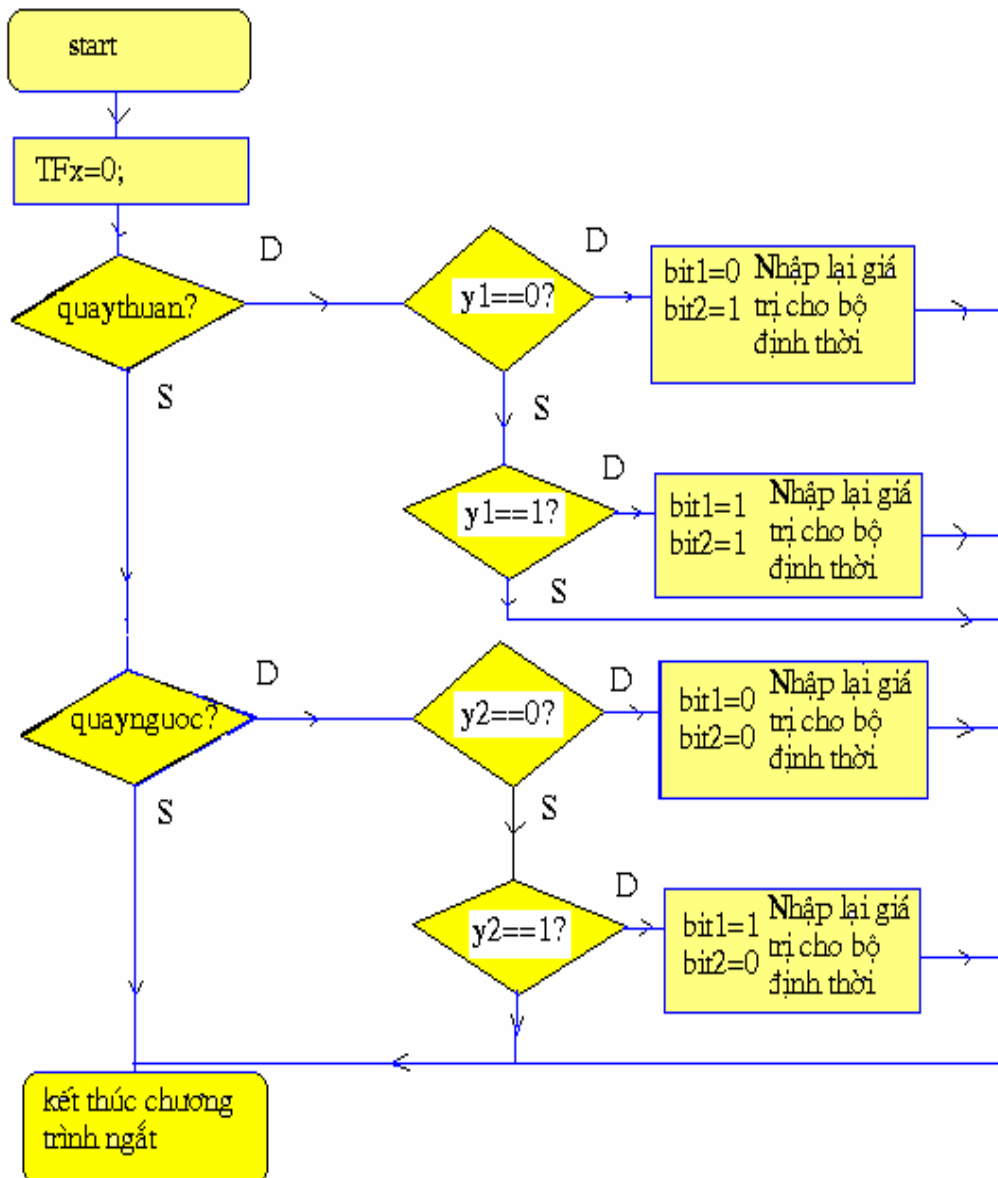 start
TFx=0;
quaythuan?
D
S
y1==0?
D
S
bit1=0
bit2=1
Nhập lại giá
trị cho bộ
định thời
y1==1?
D
S
bit1=1
bit2=1
Nhập lại giá
trị cho bộ
định thời
quaynguoc?
D
S
y2==0?
D
S
bit1=0
bit2=0
Nhập lại giá
trị cho bộ
định thời
y2==1?
D
bit1=1
bit2=0
Nhập lại giá
trị cho bộ
định thời
kết thúc chương
trình ngắt